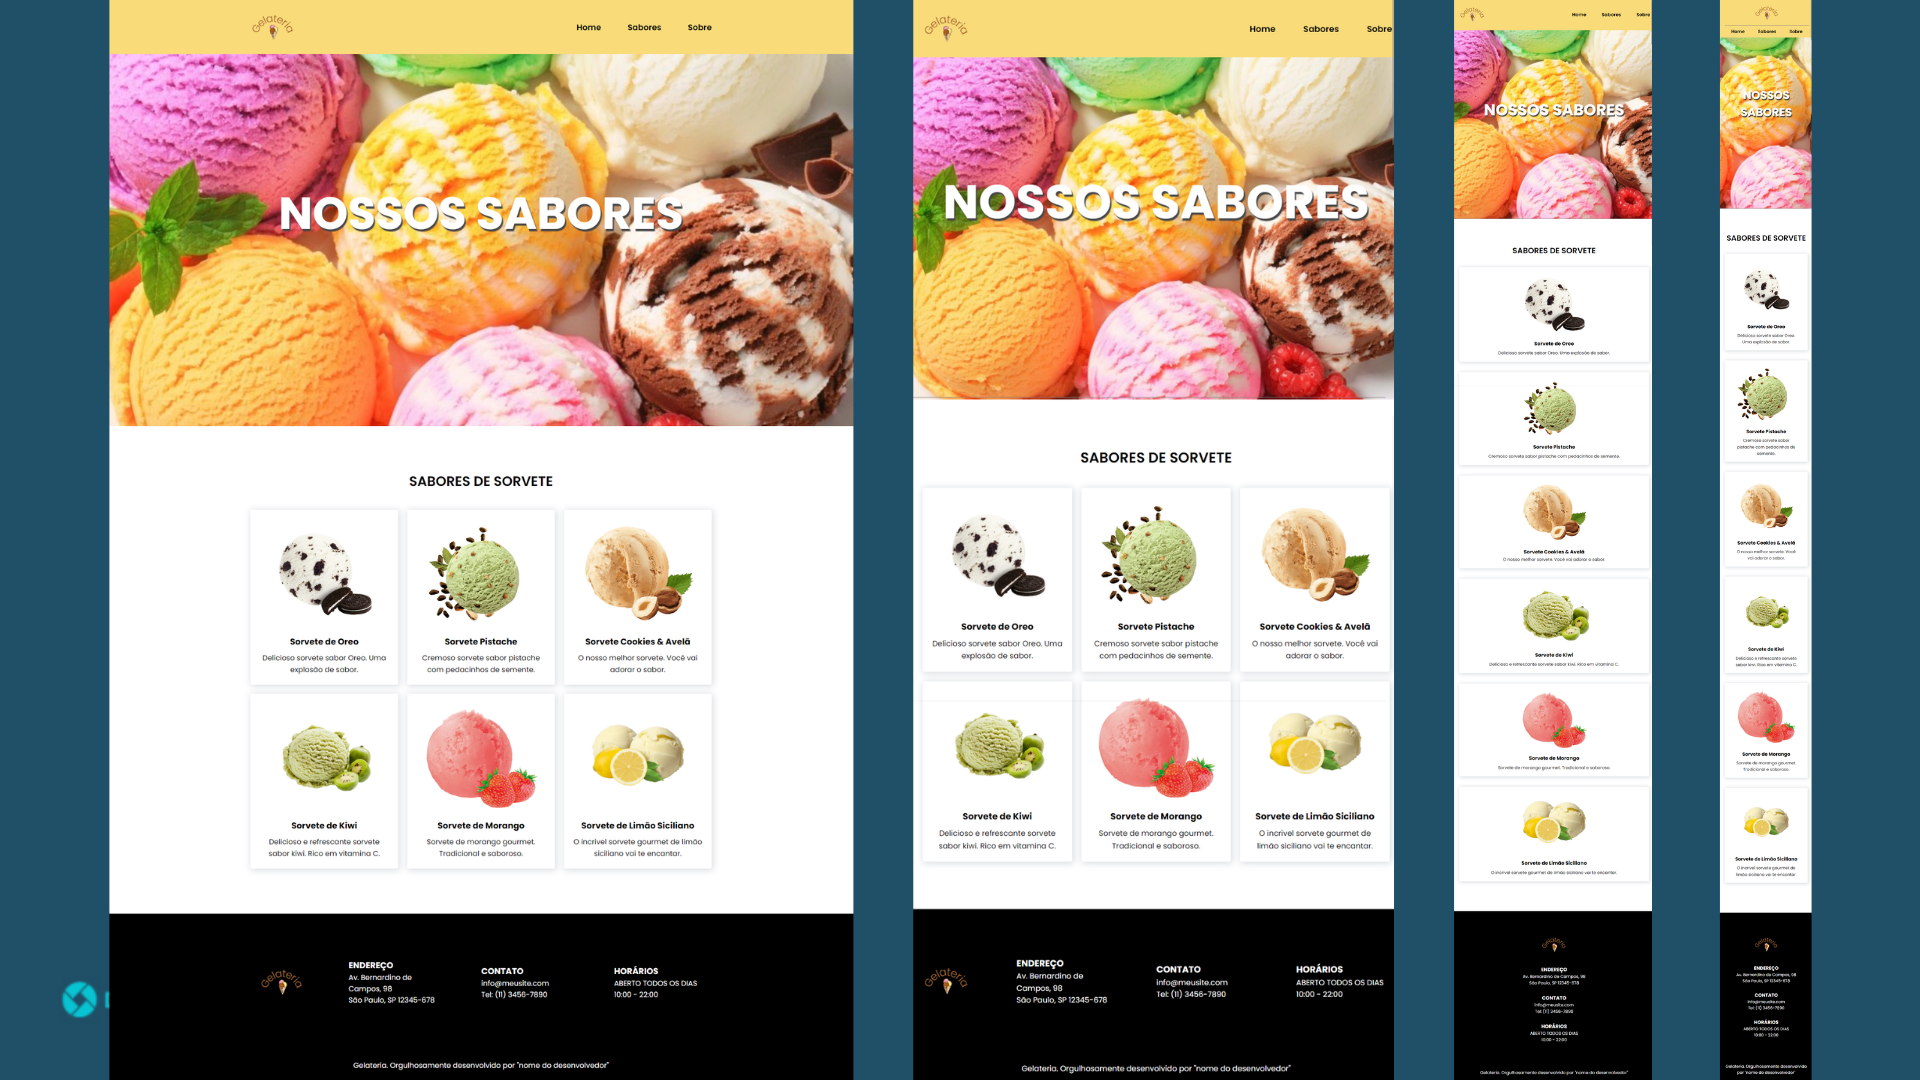 Gelateria
Home
Sabores
Sobre
NOSSOS SABORES
SABORES DE SORVETE
Sorvete de Oreo
Delicioso sorvete sabor Oreo. Uma
explosão de sabor.
Sorvete Pistache
Cremoso sorvete sabor pistache
com pedacinhos de semente.
Sorvete Cookies & Avelã
O nosso melhor sorvete. Você vai
adorar o sabor.
Sorvete de Kiwi
Delicioso e refrescante sorvete
sabor kiwi. Rico em vitamina C.
Sorvete de Morango
Sorvete de morango gourmet.
Tradicional e saboroso.
Sorvete de Limão Siciliano
O incrivel sorvete gourmet de limão
siciliano vai te encantar.
Gelateria
ENDEREÇO
Av. Bernardino de
Campos, 98
São Paulo, SP 12345-678
CONTATO
info@meusite.com
Tel: (11) 3456-7890
HORÁRIOS
ABERTO TODOS OS DIAS
10:00 - 22:00
Gelateria. Orgulhosamente desenvolvido por "nome do desenvolvedor"
Gelateria
Home
Sabores
Sobre
NOSSOS SABORES
SABORES DE SORVETE
Sorvete de Oreo
Delicioso sorvete sabor Oreo. Uma
explosão de sabor.
Sorvete Pistache
Cremoso sorvete sabor pistache
com pedacinhos de semente.
Sorvete Cookies & Avelã
O nosso melhor sorvete. Você vai
adorar o sabor.
Sorvete de Kiwi
Delicioso e refrescante sorvete
sabor kiwi. Rico em vitamina C.
Sorvete de Morango
Sorvete de morango gourmet.
Tradicional e saboroso.
Sorvete de Limão Siciliano
O incrivel sorvete gourmet de
limão siciliano vai te encantar.
Gelateria
ENDEREÇO
Av. Bernardino de
Campos, 98
São Paulo, SP 12345-678
CONTATO
info@meusite.com
Tel: (11) 3456-7890
HORÁRIOS
ABERTO TODOS OS DIAS
10:00 - 22:00
Gelateria. Orgulhosamente desenvolvido por "nome do desenvolvedor"
Gelateria
Home
Sabores
Sobre
NOSSOS SABORES
SABORES DE SORVETE
Sorvete de Oreo
Delicioso sorvete sabor Oreo. Uma explosão de sabor.
Sorvete Pistache
Cremoso sorvete sabor pistache com pedacinhos de semente.
Sorvete Cookies & Avelã
O nosso melhor sorvete. Você vai adorar o sabor.
Sorvete de Kiwi
Delicioso e refrescante sorvete sabor kiwi. Rico em vitamina C.
Sorvete de Morango
Sorvete de morango gourmet. Tradicional e saboroso.
Sorvete de Limão Siciliano
O incrivel sorvete gourmet de limão siciliano vai te encantar.
Gelateria
ENDEREÇO
Av. Bernardino de Campos, 98
São Paulo, SP 12345-678
CONTATO
info@meusite.com
Tel: (11) 3456-7890
HORÁRIOS
ABERTO TODOS OS DIAS
10:00 - 22:00
Gelateria. Orgulhosamente desenvolvido por "nome do desenvolvedor"
Gelateria
Home
Sabores
Sobre
NOSSOS
SABORES
SABORES DE SORVETE
Sorvete de Oreo
Delicioso sorvete sabor Oreo.
Uma explosão de sabor.
Sorvete Pistache
Cremoso sorvete sabor
pistache com pedacinhos de
semente.
Sorvete Cookies & Avelã
O nosso melhor sorvete. Você
vai adorar o sabor.
Sorvete de Kiwi
Delicioso e refrescante sorvete
sabor kiwi. Rico em vitamina C.
Sorvete de Morango
Sorvete de morango gourmet.
Tradicional e saboroso.
Sorvete de Limão Siciliano
O incrivel sorvete gourmet de
limão siciliano vai te encantar.
Gelateria
ENDEREÇO
Av. Bernardino de Campos, 98
São Paulo, SP 12345-678
CONTATO
info@meusite.com
Tel: (11) 3456-7890
HORÁRIOS
ABERTO TODOS OS DIAS
10:00 - 22:00
Gelateria. Orgulhosamente desenvolvido
por "nome do desenvolvedor"